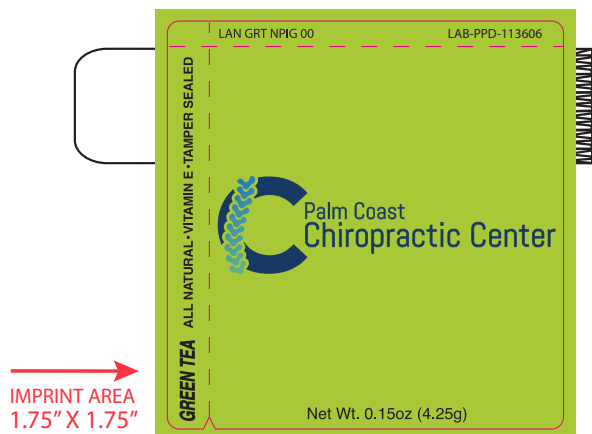 LAN GRT NPIG 00
LAB-PPD-113606
GREEN TEA ALL NATURAL•VITAMIN E•TAMPER SEALED
Palm Coast
Chiropractic Center
IMPRINT AREA
1.75” X 1.75”
Net Wt. 0.15oz (4.25g)